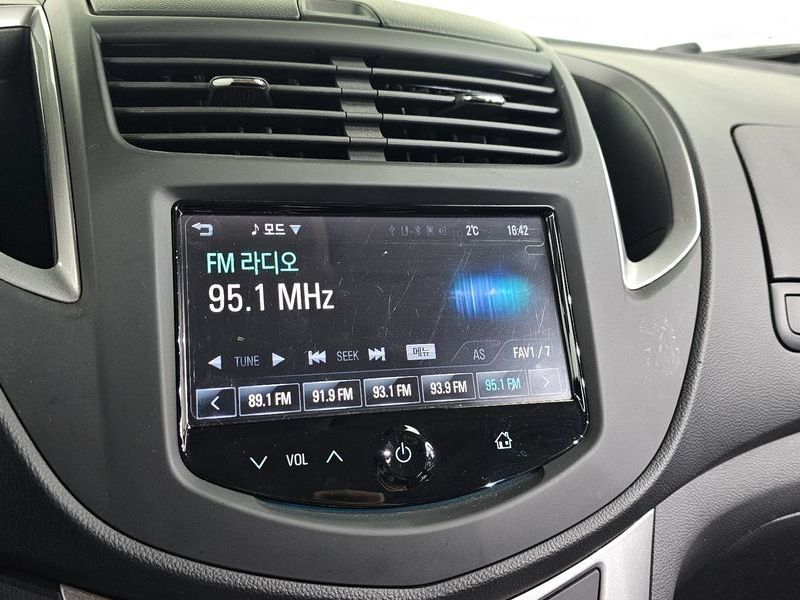 모드 2℃ 16:42
FM 라디오
95.1 MHz
TUNE SEEK 메뉴 AS FAV1 / 7
89.1 FM 91.9 FM 93.1 FM 93.9 FM 95.1 FM
VOL